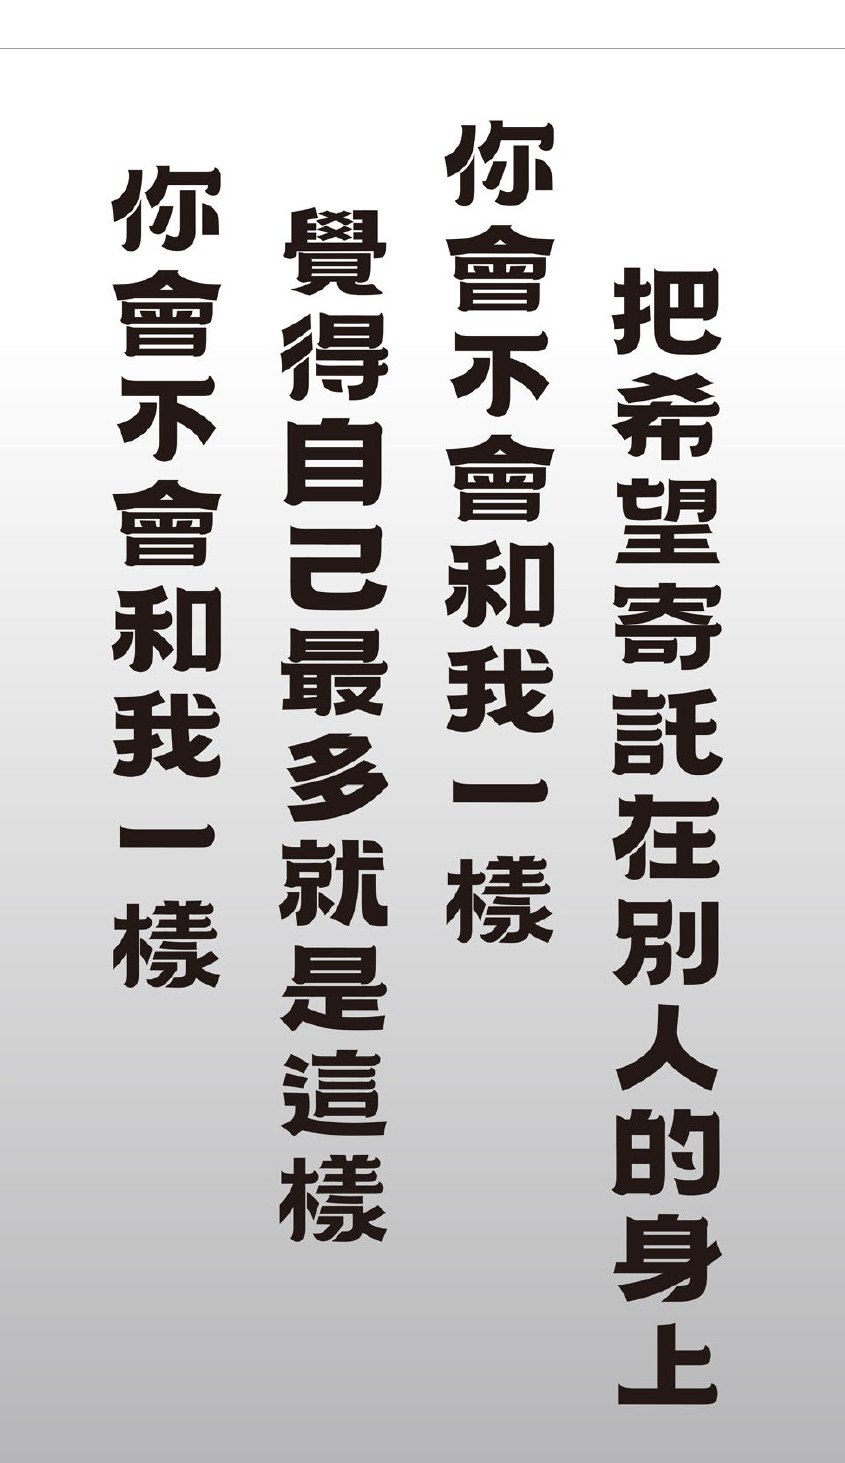 把希望寄託在別人的身上
你會不會和我一樣
覺得自己最多就是這樣
你會不會和我一樣